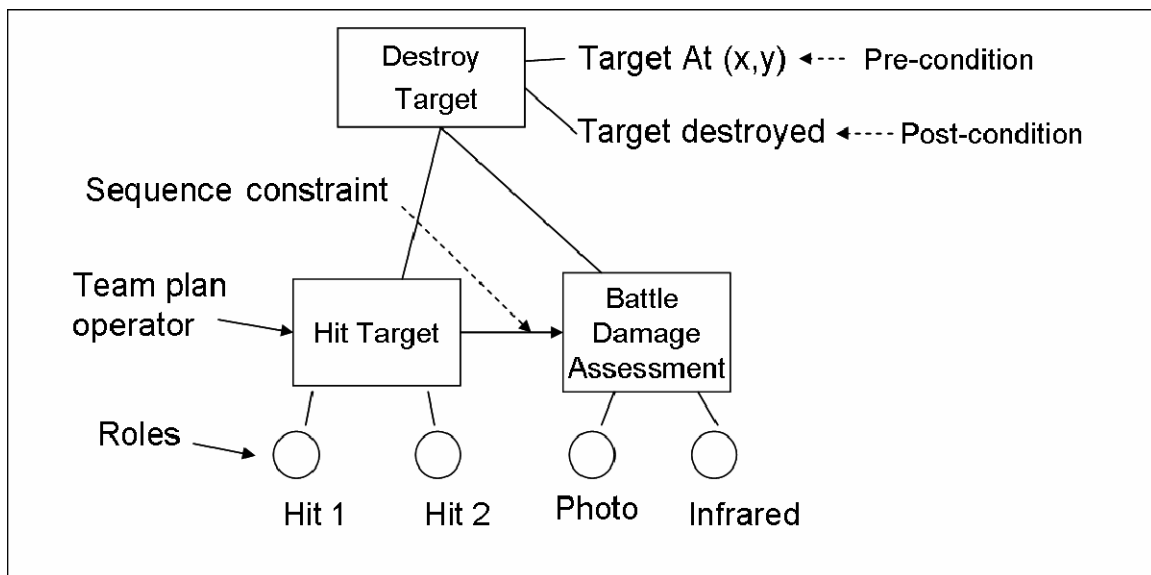 Destroy
Target
Target At (x,y)
Pre-condition
Target destroyed
Post-condition
Sequence constraint
Team plan
operator
Hit Target
Battle
Damage
Assessment
Roles
Hit 1
Hit 2
Photo
Infrared